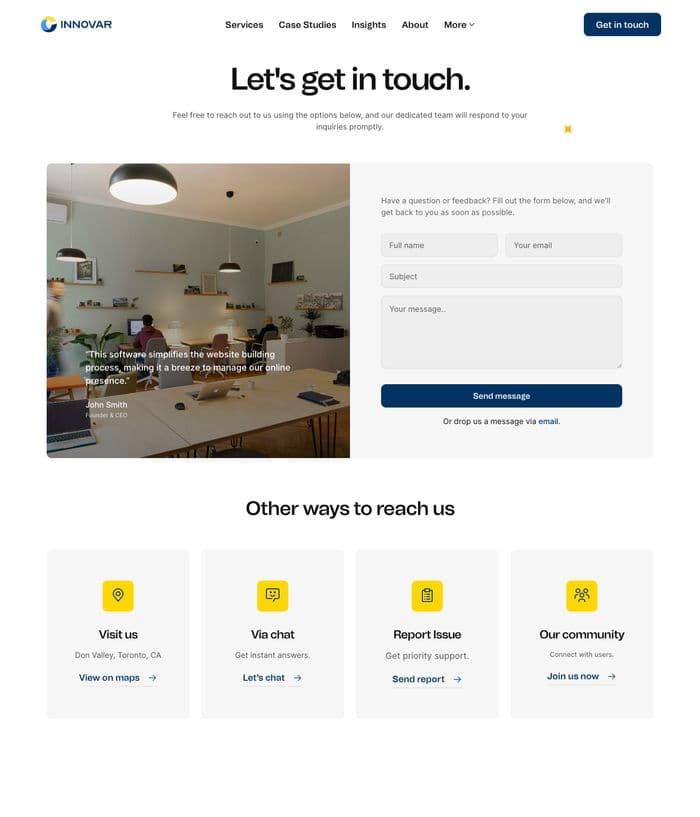 INNOVAR
Services Case Studies Insights About More
Get in touch
Let's get in touch.
Feel free to reach out to us using the options below, and our dedicated team will respond to your
inquiries promptly.
"This software simplifies the website building
process, making it a breeze to manage our online
presence."
John Smith
Founder & CEO
Have a question or feedback? Fill out the form below, and we'll
get back to you as soon as possible.
Full name
Your email
Subject
Your message..
Send message
Or drop us a message via email.
Other ways to reach us
Visit us
Don Valley, Toronto, CA
View on maps
Via chat
Get instant answers.
Let's chat
Report Issue
Get priority support.
Send report
Our community
Connect with users.
Join us now